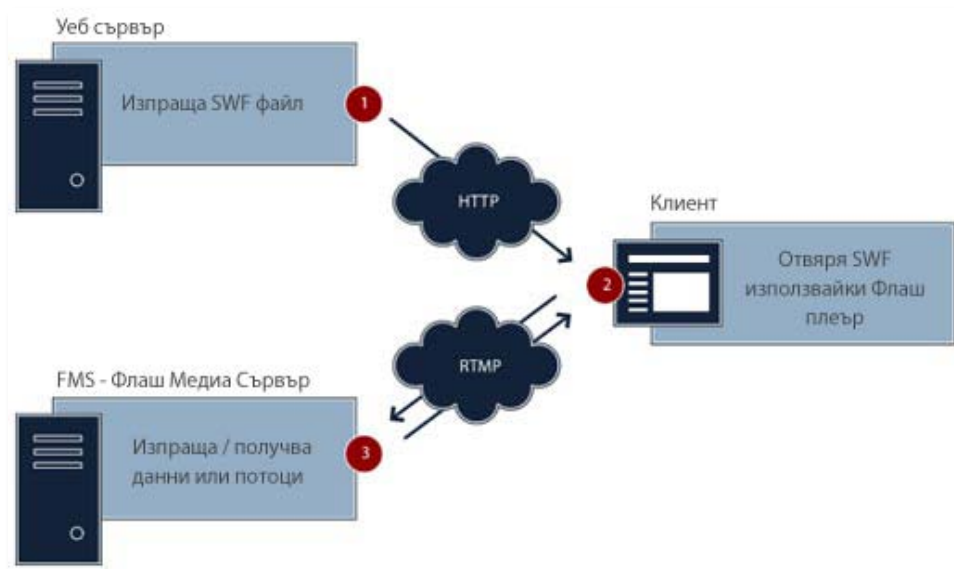 Уеб сървър
Изпраща SWF файл
1
HTTP
Клиент
2
Отваря SWF
използвайки Флаш
плеър
RTMP
FMS - Флаш Медиа Сървър
Изпраща / получва
данни или потоци
3